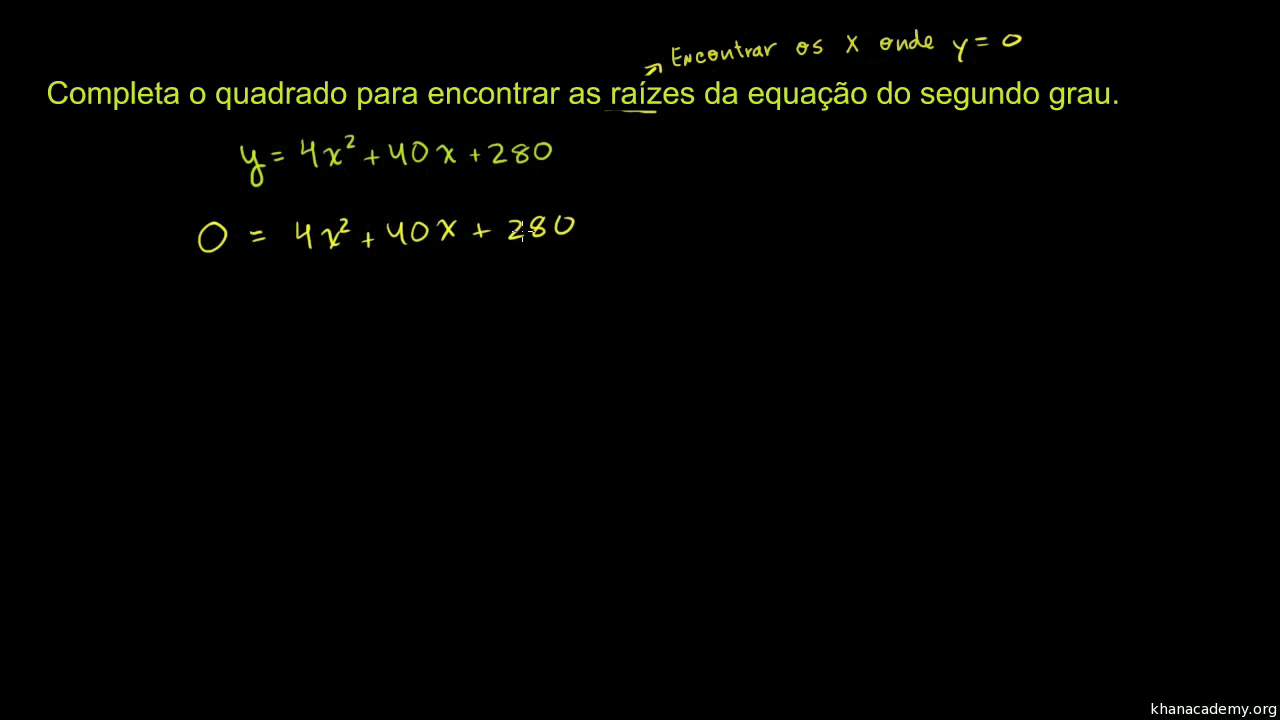 Encontrar os x onde y = 0
Completa o quadrado para encontrar as raízes da equação do segundo grau.
y = 4x² + 40x + 280
0 = 4x² + 40x + 280
khanacademy.org